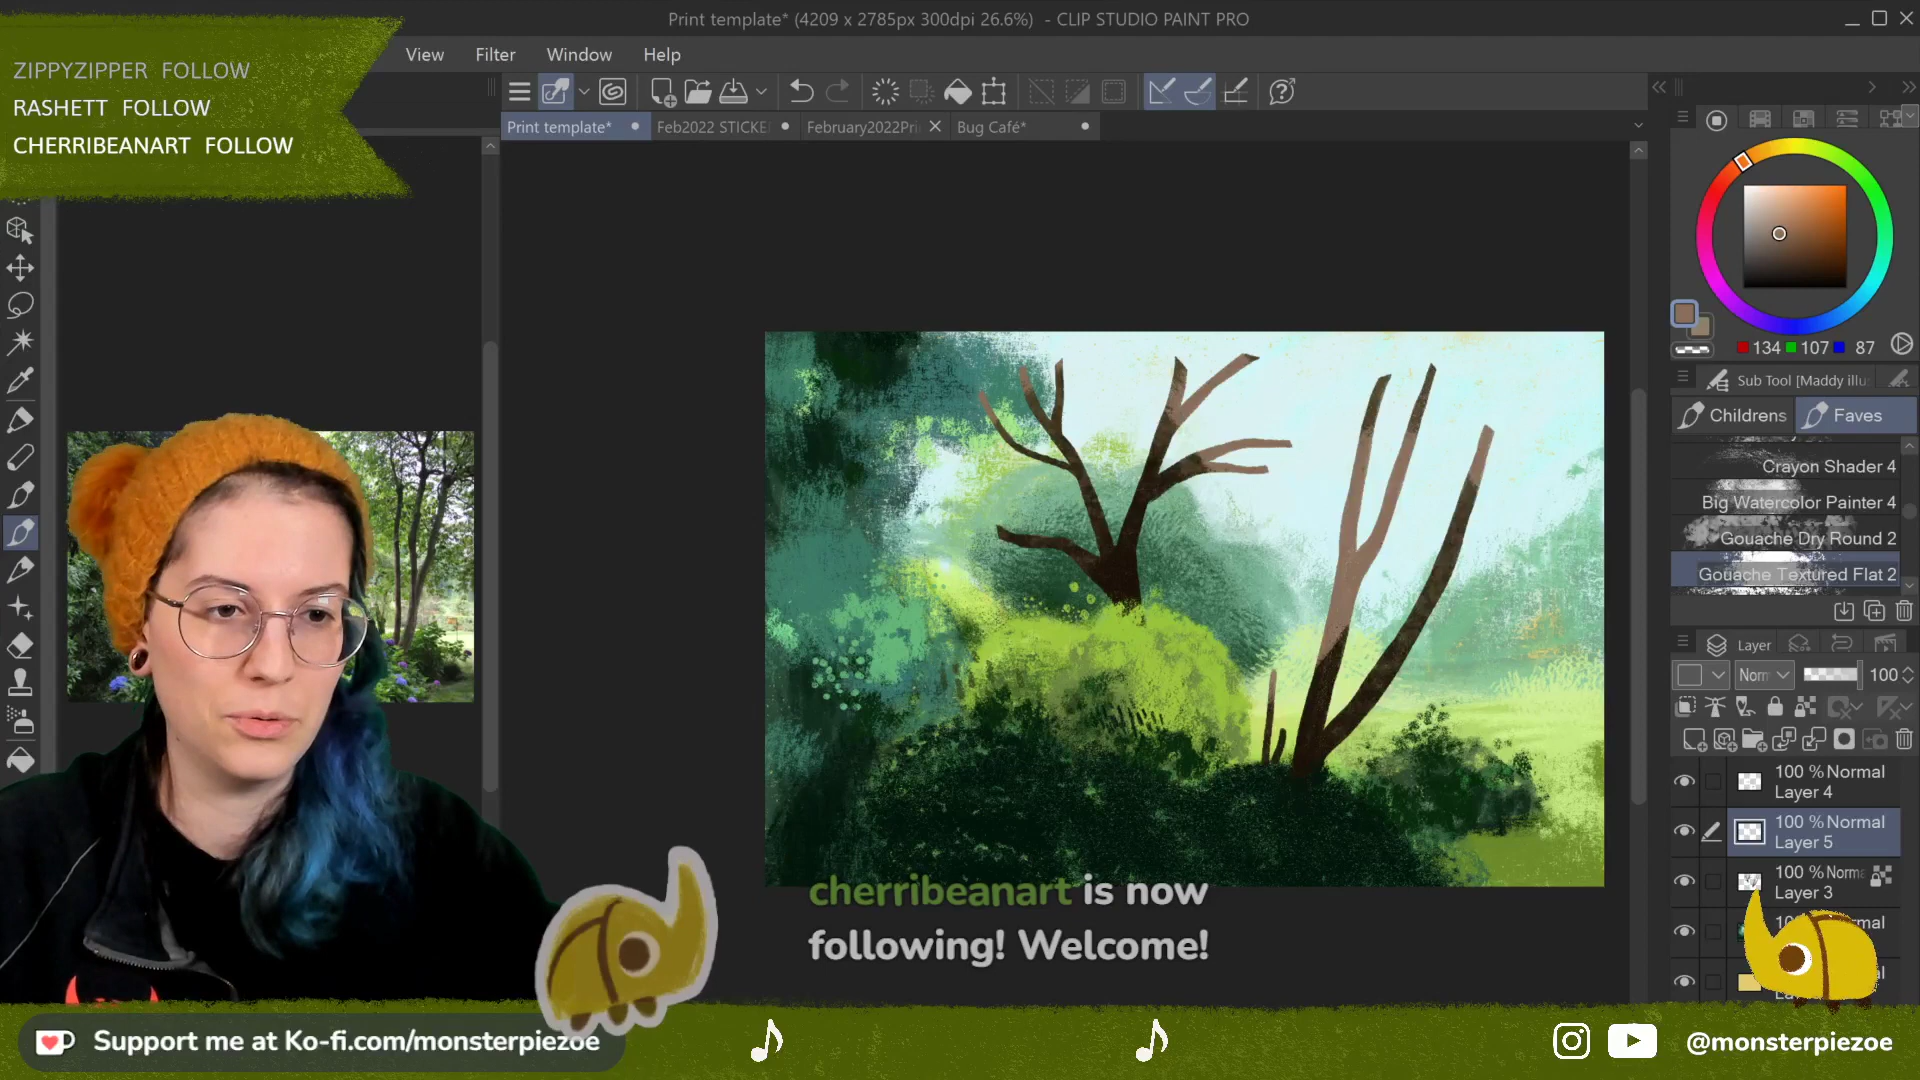 Print template* (4209 x 2785px 300dpi 26.6%) - CLIP STUDIO PAINT PRO
ZIPPYZIPPER FOLLOW
RASHETT FOLLOW
CHERRIBEANART FOLLOW
View Filter Window Help
Print template* Feb2022 STICKE February2022Pri Bug Café*
134 107 87
Sub Tool [Maddy illu
Childrens Faves
Crayon Shader 4
Big Watercolor Painter 4
Gouache Dry Round 2
Gouache Textured Flat 2
Layer
Norm 100
100 % Normal
Layer 4
100 % Normal
Layer 5
100 % Norma
Layer 3
cherribeanart is now
following! Welcome!
Support me at Ko-fi.com/monsterpiezoe
@monsterpiezoe